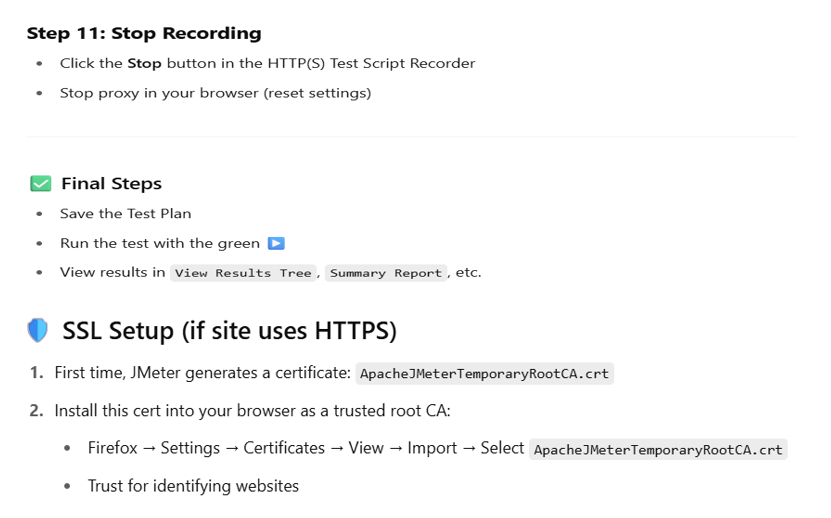 Step 11: Stop Recording
• Click the Stop button in the HTTP(S) Test Script Recorder
• Stop proxy in your browser (reset settings)
✅ Final Steps
• Save the Test Plan
• Run the test with the green ▶️
• View results in View Results Tree, Summary Report, etc.
🛡️ SSL Setup (if site uses HTTPS)
1. First time, JMeter generates a certificate: ApacheJMeterTemporaryRootCA.crt
2. Install this cert into your browser as a trusted root CA:
• Firefox → Settings → Certificates → View → Import → Select ApacheJMeterTemporaryRootCA.crt
• Trust for identifying websites